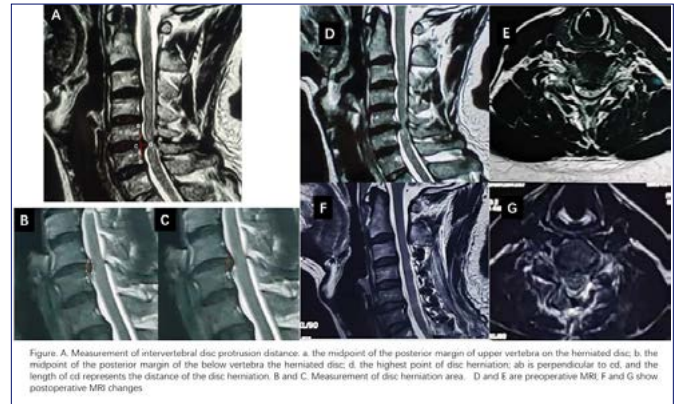 A
D
E
B
C
F
G
Figure. A. Measurement of intervertebral disc protrusion distance. a. the midpoint of the posterior margin of upper vertebra on the herniated disc; b. the
midpoint of the posterior margin of the below vertebra the herniated disc; d. the highest point of disc herniation; ab is perpendicular to cd, and the
length of cd represents the distance of the disc herniation. B and C. Measurement of disc herniation area. D and E are preoperative MRI; F and G show
postoperative MRI changes